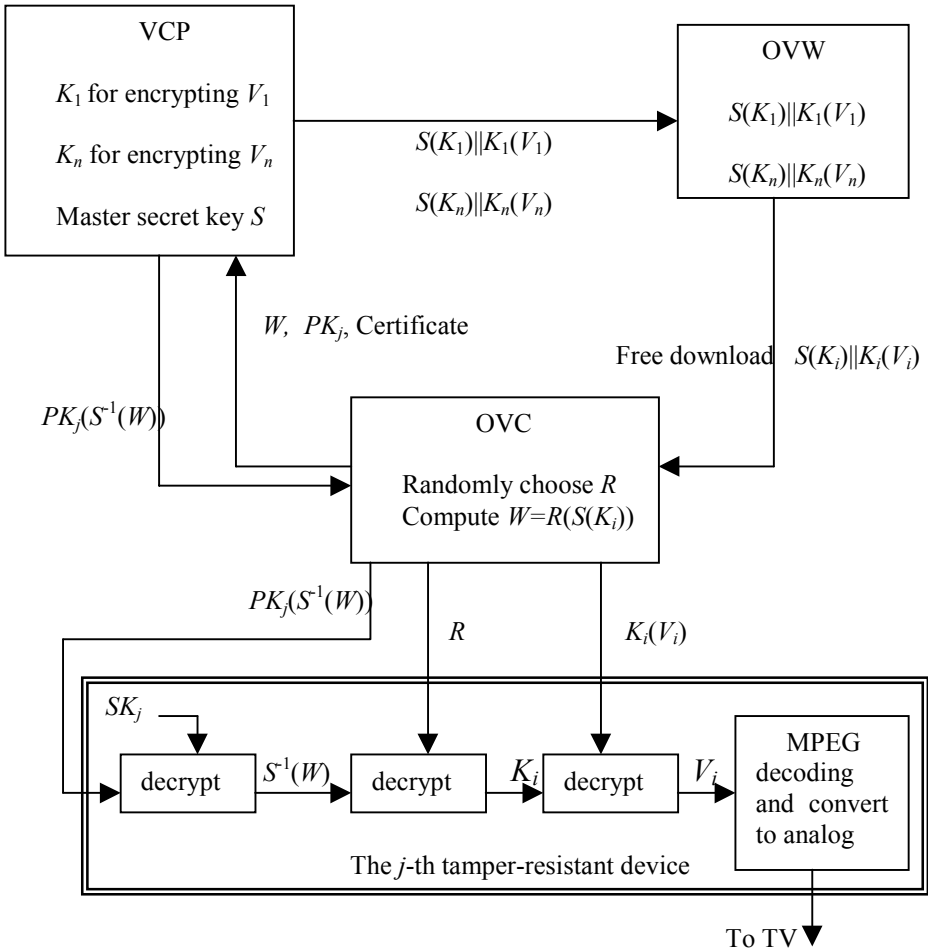 VCP
K₁ for encrypting V₁
Kₙ for encrypting Vₙ
Master secret key S
S(K₁)||K₁(V₁)
S(Kₙ)||Kₙ(Vₙ)
OVW
S(K₁)||K₁(V₁)
S(Kₙ)||Kₙ(Vₙ)
W, PKⱼ, Certificate
Free download S(Kᵢ)||Kᵢ(Vᵢ)
PKⱼ(S⁻¹(W))
OVC
Randomly choose R
Compute W=R(S(Kᵢ))
PKⱼ(S⁻¹(W))
R
Kᵢ(Vᵢ)
SKⱼ
decrypt
S⁻¹(W)
decrypt
Kᵢ
decrypt
Vᵢ
MPEG
decoding
and convert
to analog
The j-th tamper-resistant device
To TV